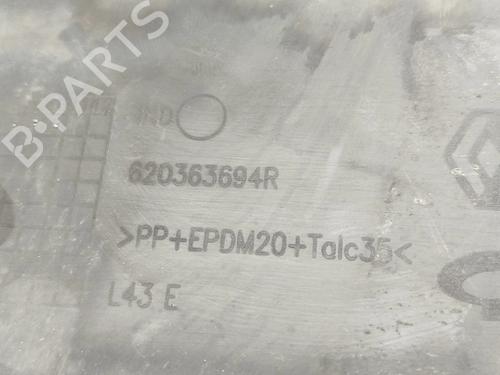 B-PARTS
IND
620363694R
>PP+EPDM20+Talc35<
L43 E